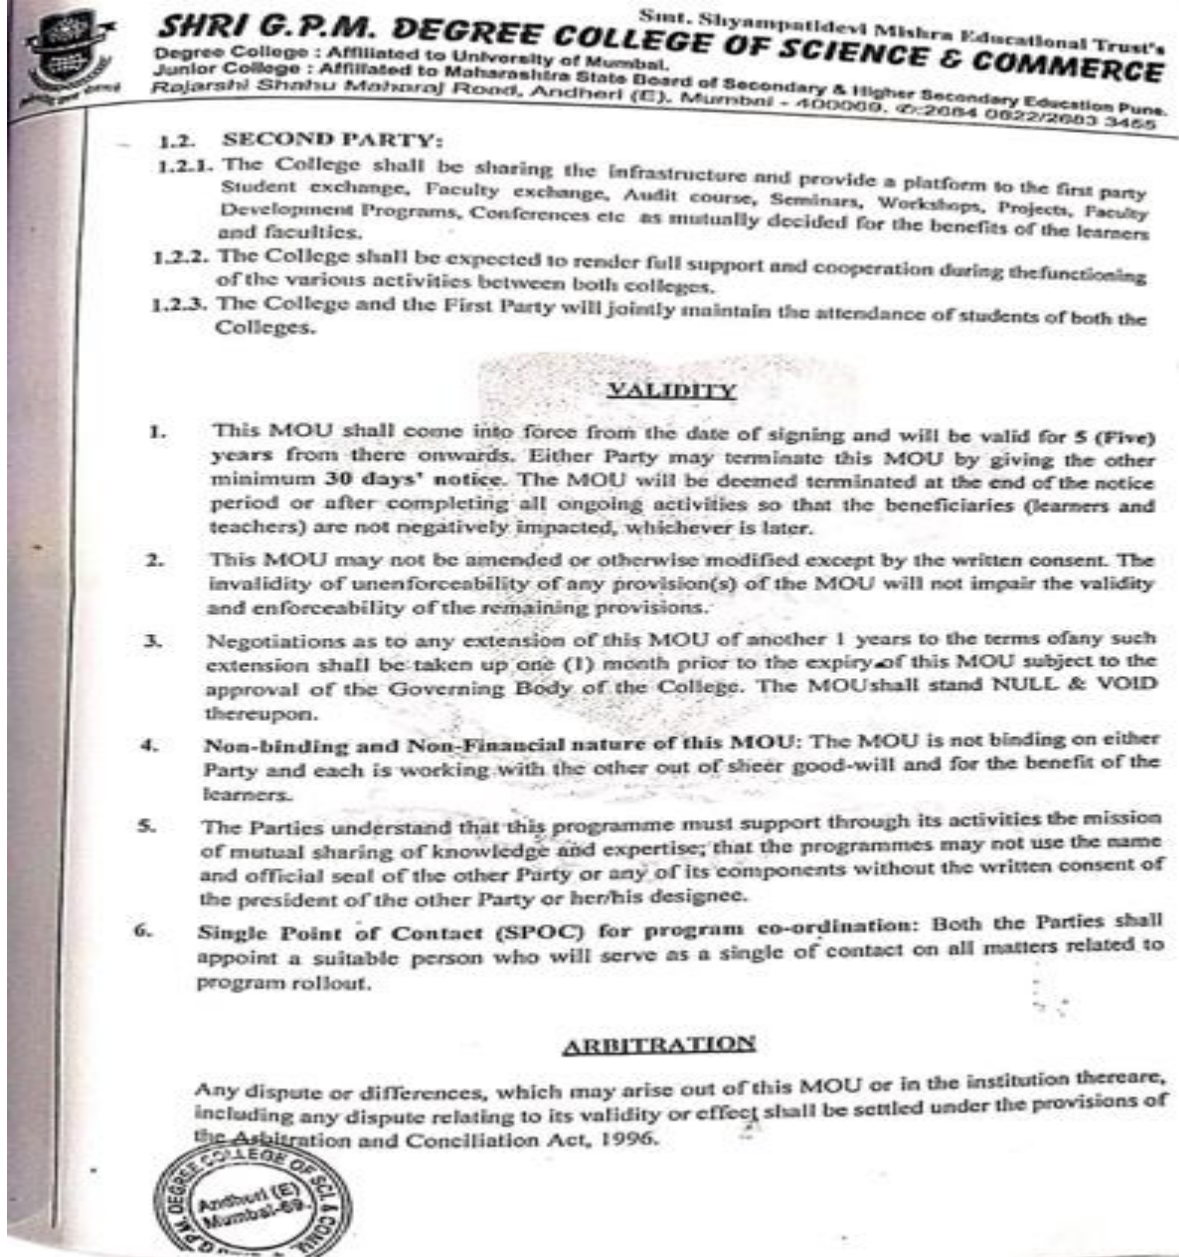 Smt. Shyampatidevi Mishra Educational Trust's
SHRI G.P.M. DEGREE COLLEGE OF SCIENCE & COMMERCE
Degree College : Affiliated to University of Mumbai.
Junior College : Affiliated to Maharashtra State Board of Secondary & Higher Secondary Education Pune.
Rajarshi Shahu Maharaj Road, Andheri (E), Mumbai - 400069, ✆:2684 0822/2683 3455
1.2. SECOND PARTY:
1.2.1. The College shall be sharing the infrastructure and provide a platform to the first party
Student exchange, Faculty exchange, Audit course, Seminars, Workshops, Projects, Faculty
Development Programs, Conferences etc as mutually decided for the benefits of the learners
and faculties.
1.2.2. The College shall be expected to render full support and cooperation during thefunctioning
of the various activities between both colleges.
1.2.3. The College and the First Party will jointly maintain the attendance of students of both the
Colleges.
VALIDITY
1. This MOU shall come into force from the date of signing and will be valid for 5 (Five)
years from there onwards. Either Party may terminate this MOU by giving the other
minimum 30 days' notice. The MOU will be deemed terminated at the end of the notice
period or after completing all ongoing activities so that the beneficiaries (learners and
teachers) are not negatively impacted, whichever is later.
2. This MOU may not be amended or otherwise modified except by the written consent. The
invalidity of unenforceability of any provision(s) of the MOU will not impair the validity
and enforceability of the remaining provisions.
3. Negotiations as to any extension of this MOU of another 1 years to the terms ofany such
extension shall be taken up one (1) month prior to the expiry of this MOU subject to the
approval of the Governing Body of the College. The MOUshall stand NULL & VOID
thereupon.
4. Non-binding and Non-Financial nature of this MOU: The MOU is not binding on either
Party and each is working with the other out of sheer good-will and for the benefit of the
learners.
5. The Parties understand that this programme must support through its activities the mission
of mutual sharing of knowledge and expertise; that the programmes may not use the name
and official seal of the other Party or any of its components without the written consent of
the president of the other Party or her/his designee.
6. Single Point of Contact (SPOC) for program co-ordination: Both the Parties shall
appoint a suitable person who will serve as a single of contact on all matters related to
program rollout.
ARBITRATION
Any dispute or differences, which may arise out of this MOU or in the institution thereare,
including any dispute relating to its validity or effect shall be settled under the provisions of
the Arbitration and Conciliation Act, 1996.
G.P.M. DEGREE COLLEGE OF SCI. & COMM.
Andheri (E)
Mumbai-69.